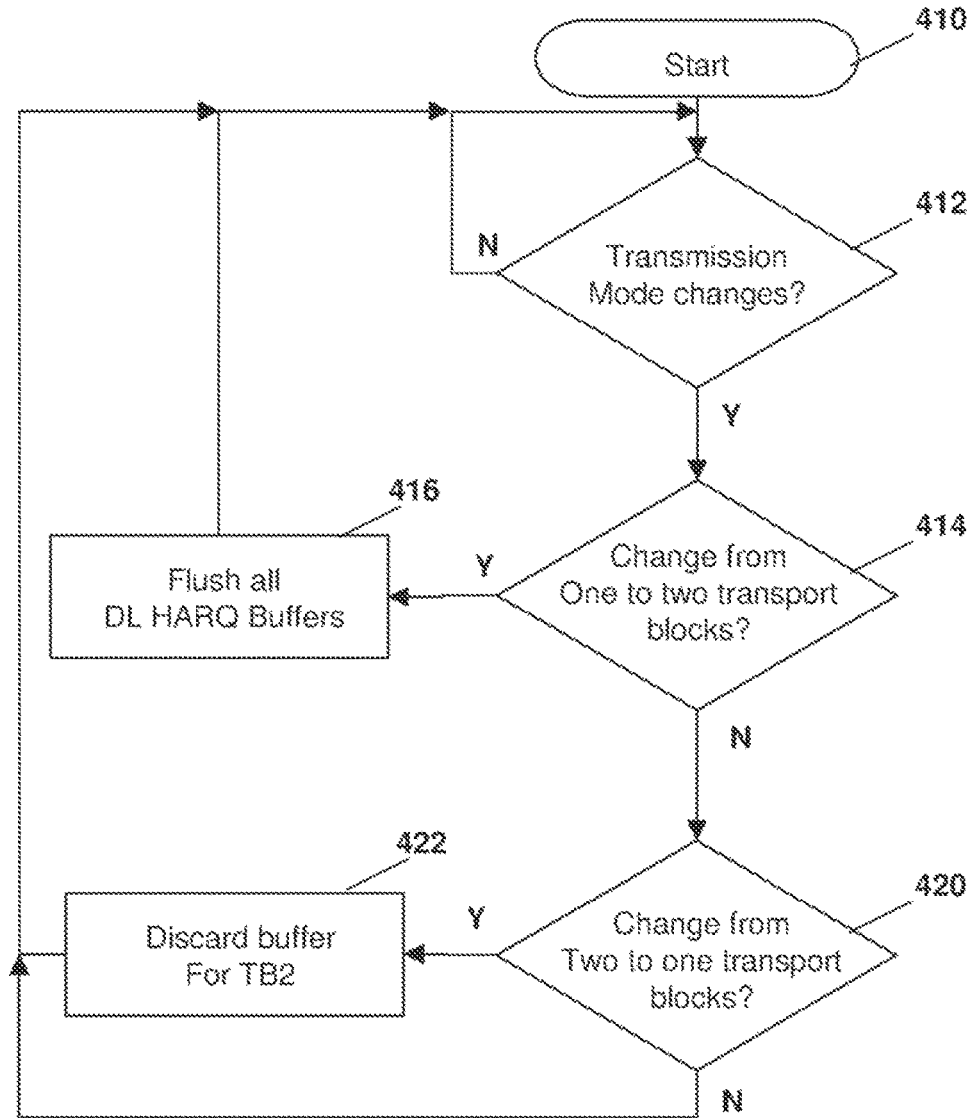 410
Start
412
N
Transmission
Mode changes?
Y
416
414
Flush all
DL HARQ Buffers
Y
Change from
One to two transport
blocks?
N
422
420
Discard buffer
For TB2
Y
Change from
Two to one transport
blocks?
N